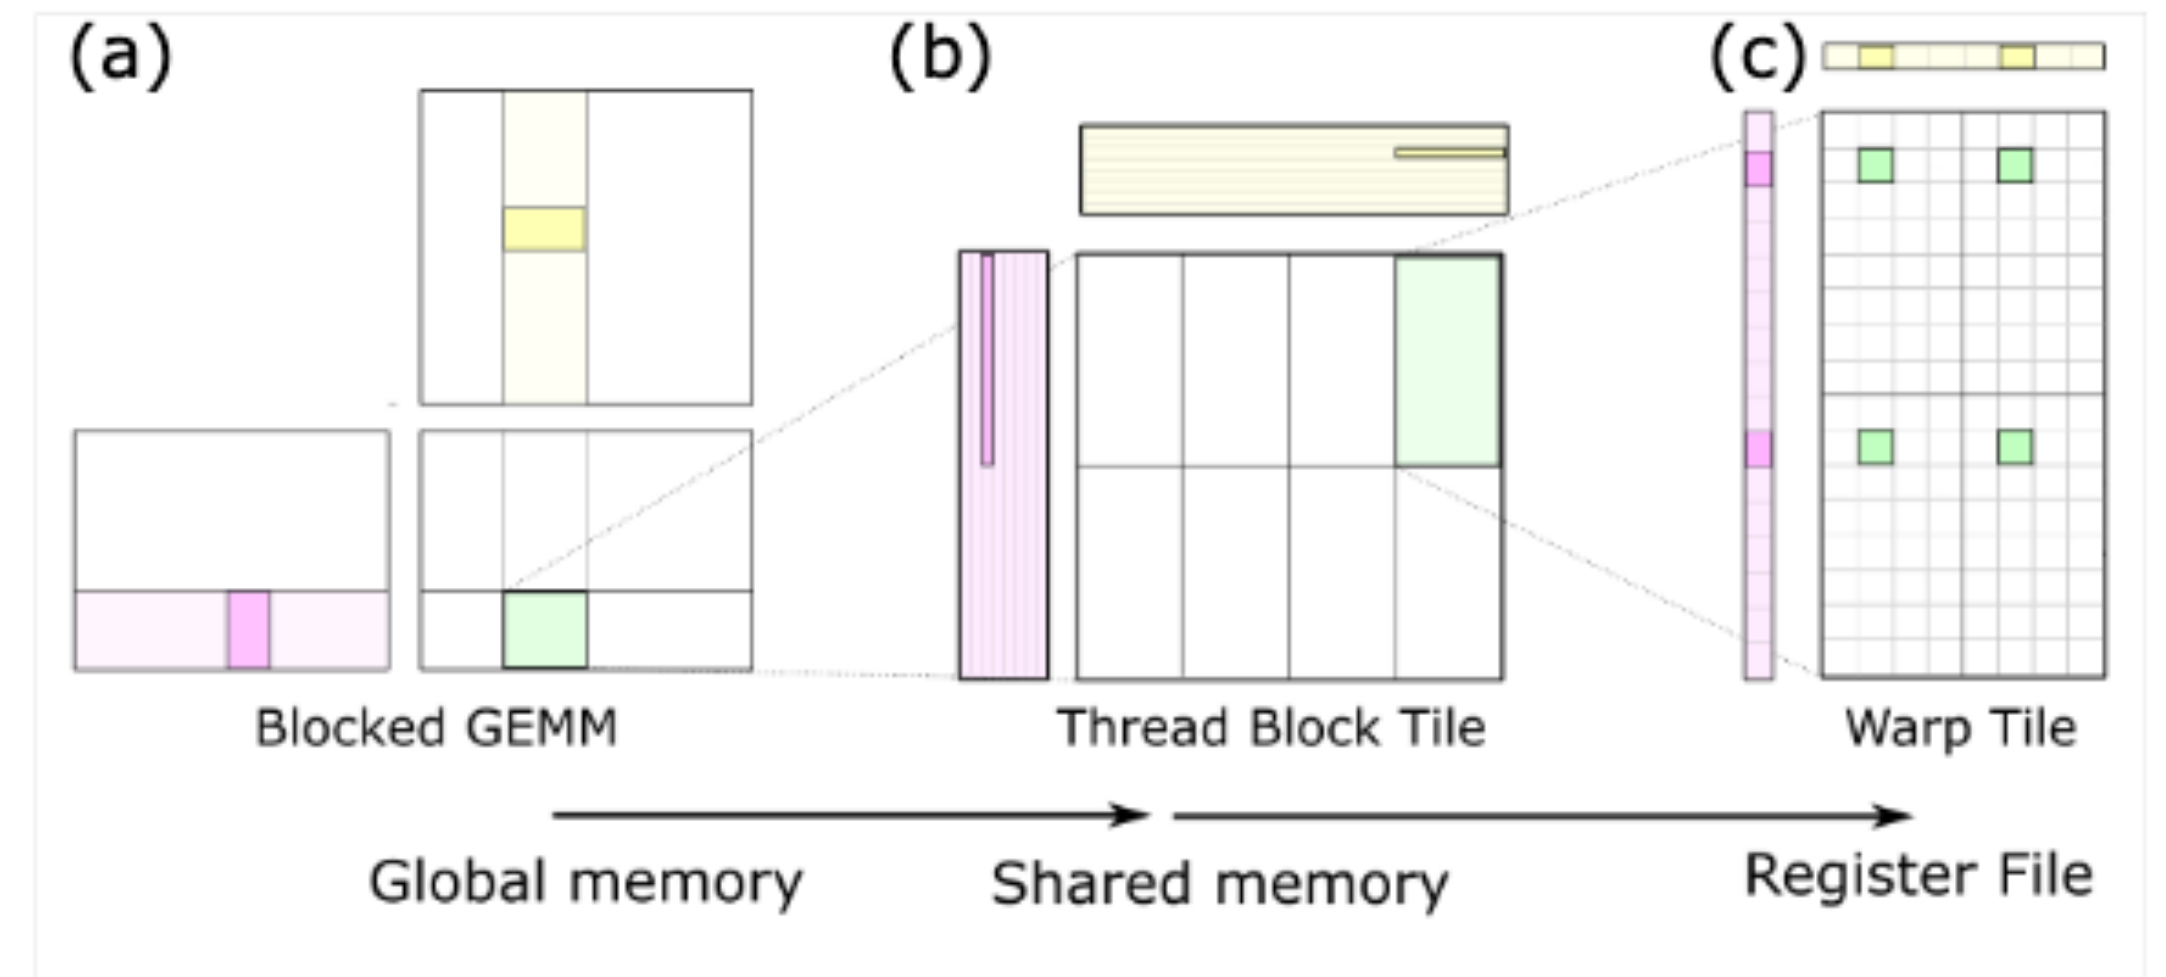 (a)
(b)
(c)
Blocked GEMM
Thread Block Tile
Warp Tile
Global memory
Shared memory
Register File